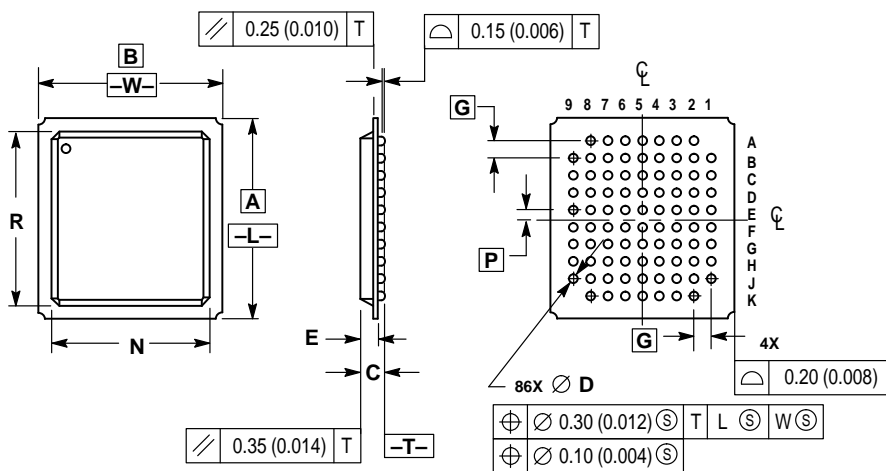 ⫽ 0.25 (0.010) T
⌓ 0.15 (0.006) T
B
–W–
℄
9 8 7 6 5 4 3 2 1
G
A
B
C
D
E
F
G
H
J
K
℄
R
A
–L–
P
E
N
C
G
4X
86X ∅ D
⌓ 0.20 (0.008)
⌖ ∅ 0.30 (0.012) Ⓢ T L Ⓢ W Ⓢ
⌖ ∅ 0.10 (0.004) Ⓢ
⫽ 0.35 (0.014) T
–T–